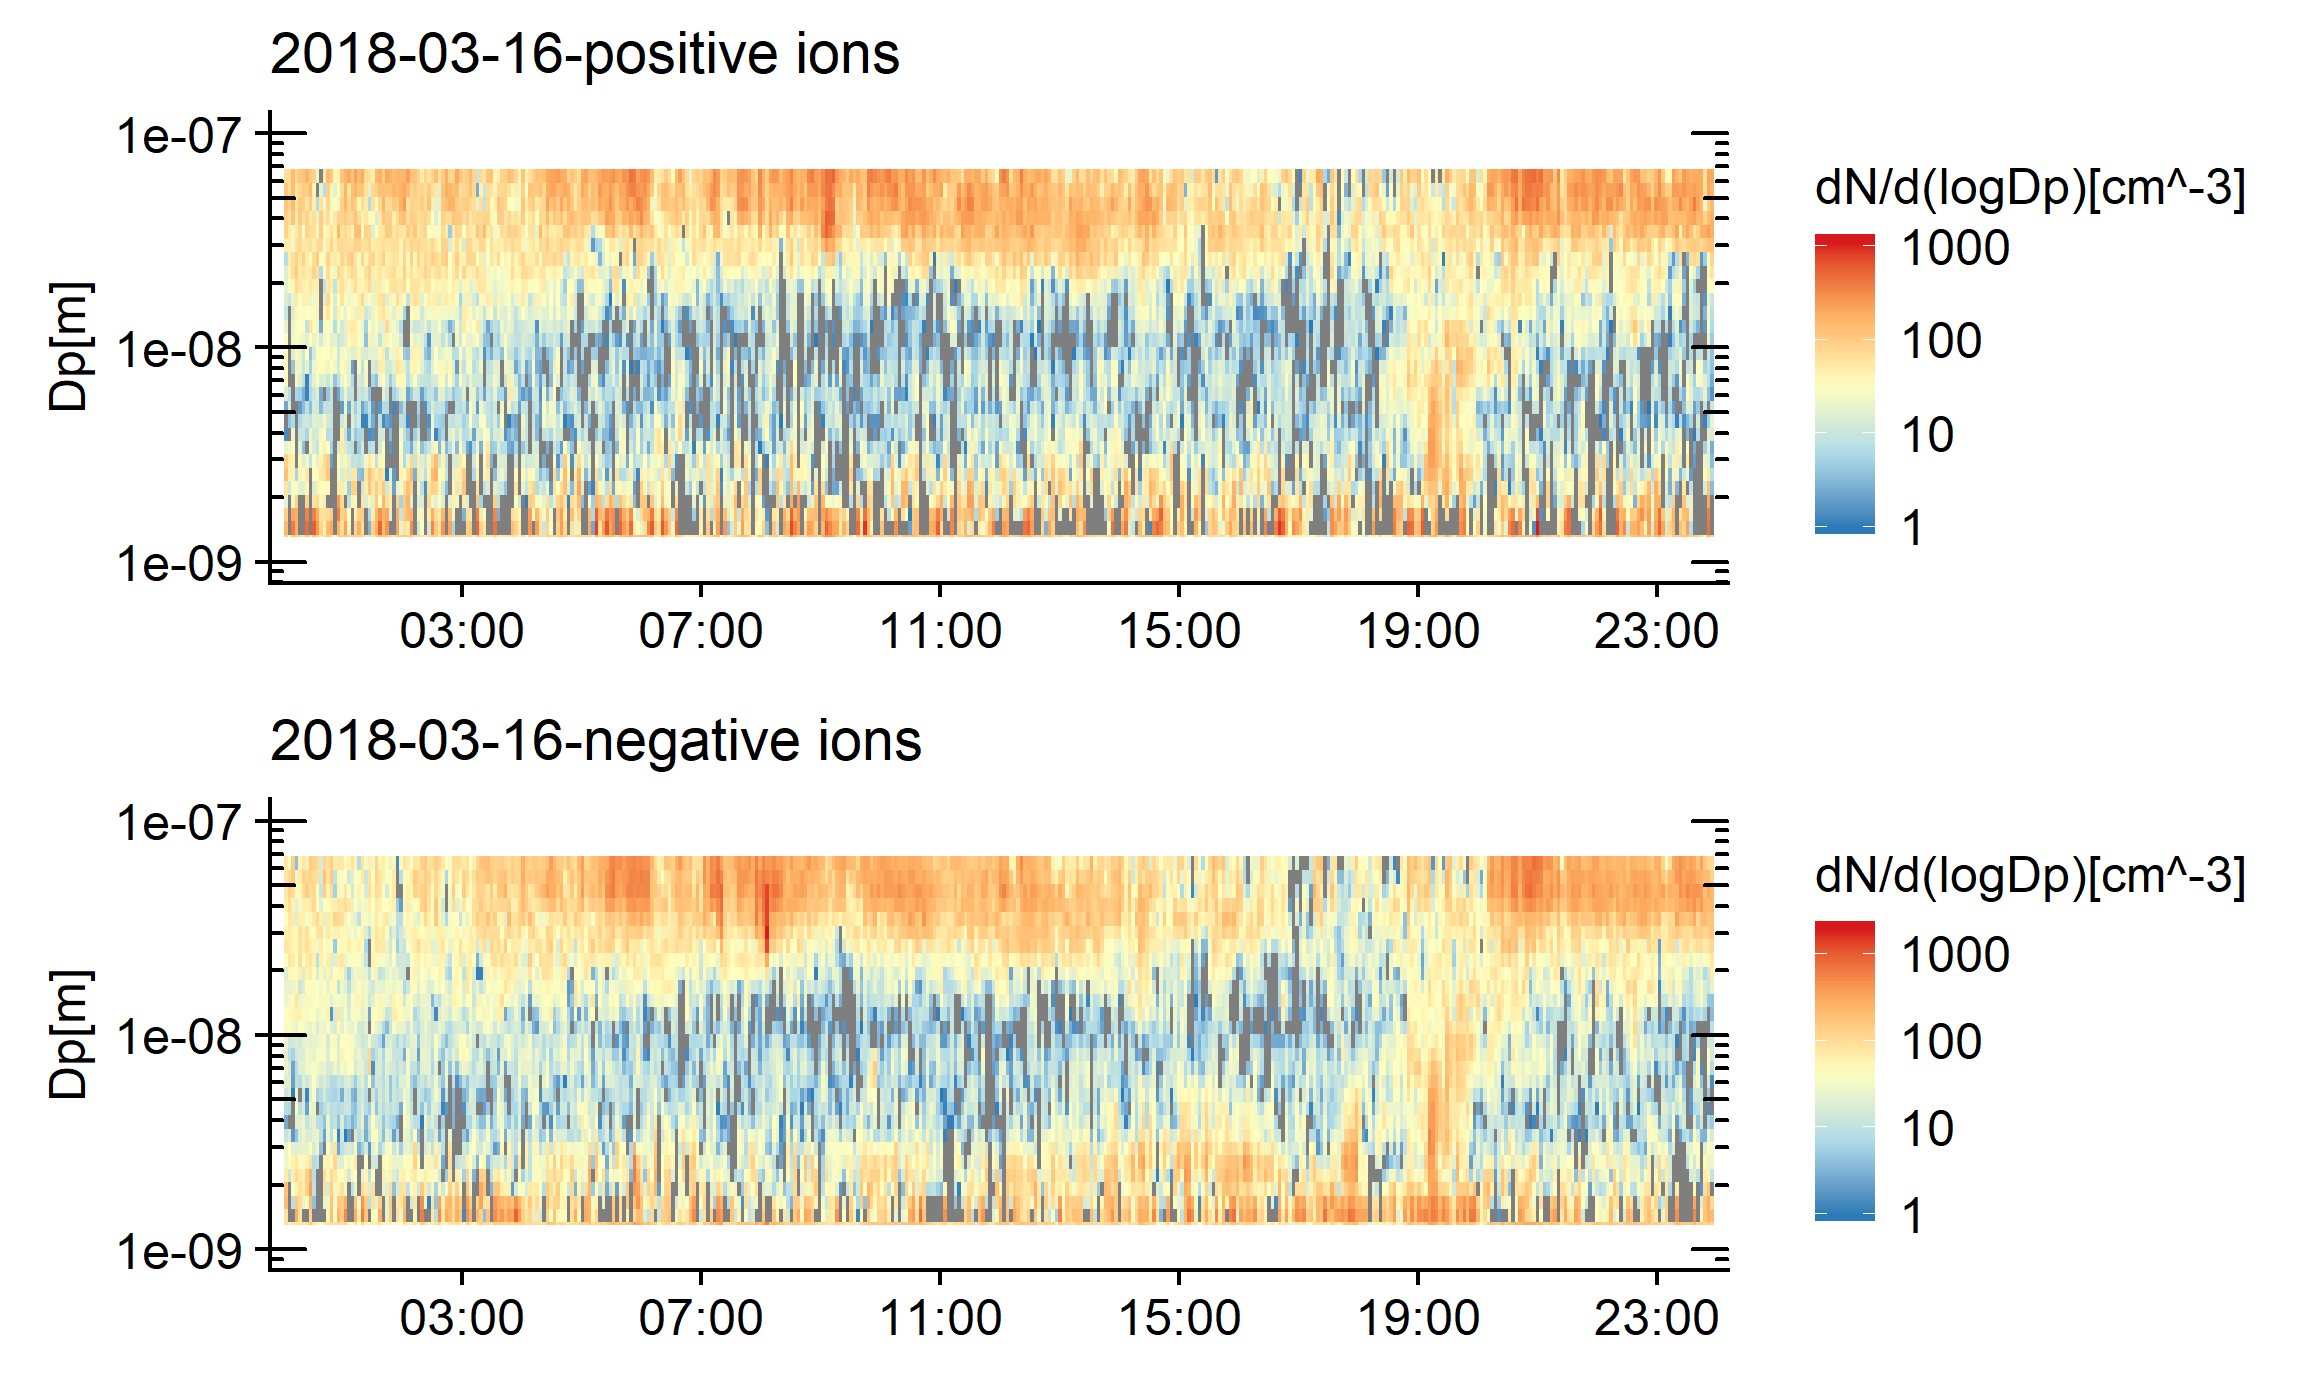 2018-03-16-positive ions
dN/d(logDp)[cm^-3]
1000
100
10
1
Dp[m]
1e-07
1e-08
1e-09
03:00 07:00 11:00 15:00 19:00 23:00
2018-03-16-negative ions
dN/d(logDp)[cm^-3]
1000
100
10
1
Dp[m]
1e-07
1e-08
1e-09
03:00 07:00 11:00 15:00 19:00 23:00